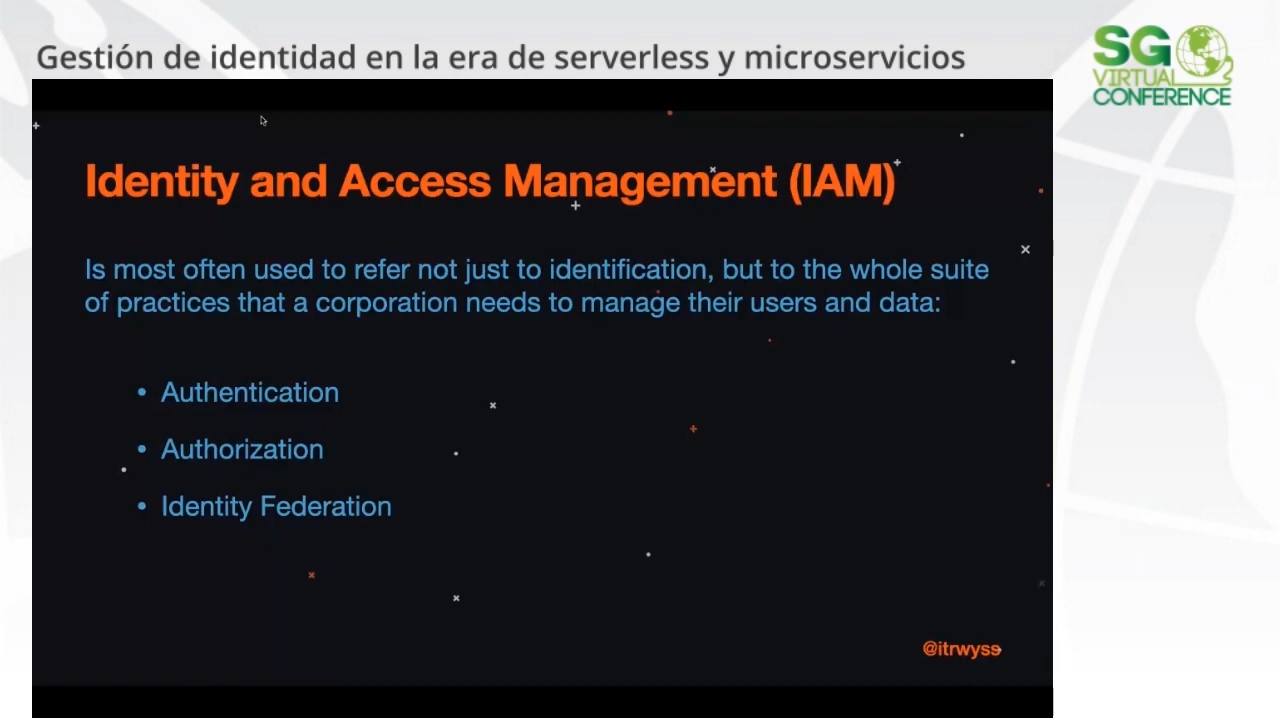 Gestión de identidad en la era de serverless y microservicios
SG
VIRTUAL
CONFERENCE
Identity and Access Management (IAM)
Is most often used to refer not just to identification, but to the whole suite
of practices that a corporation needs to manage their users and data:
• Authentication
• Authorization
• Identity Federation
@itrwyss